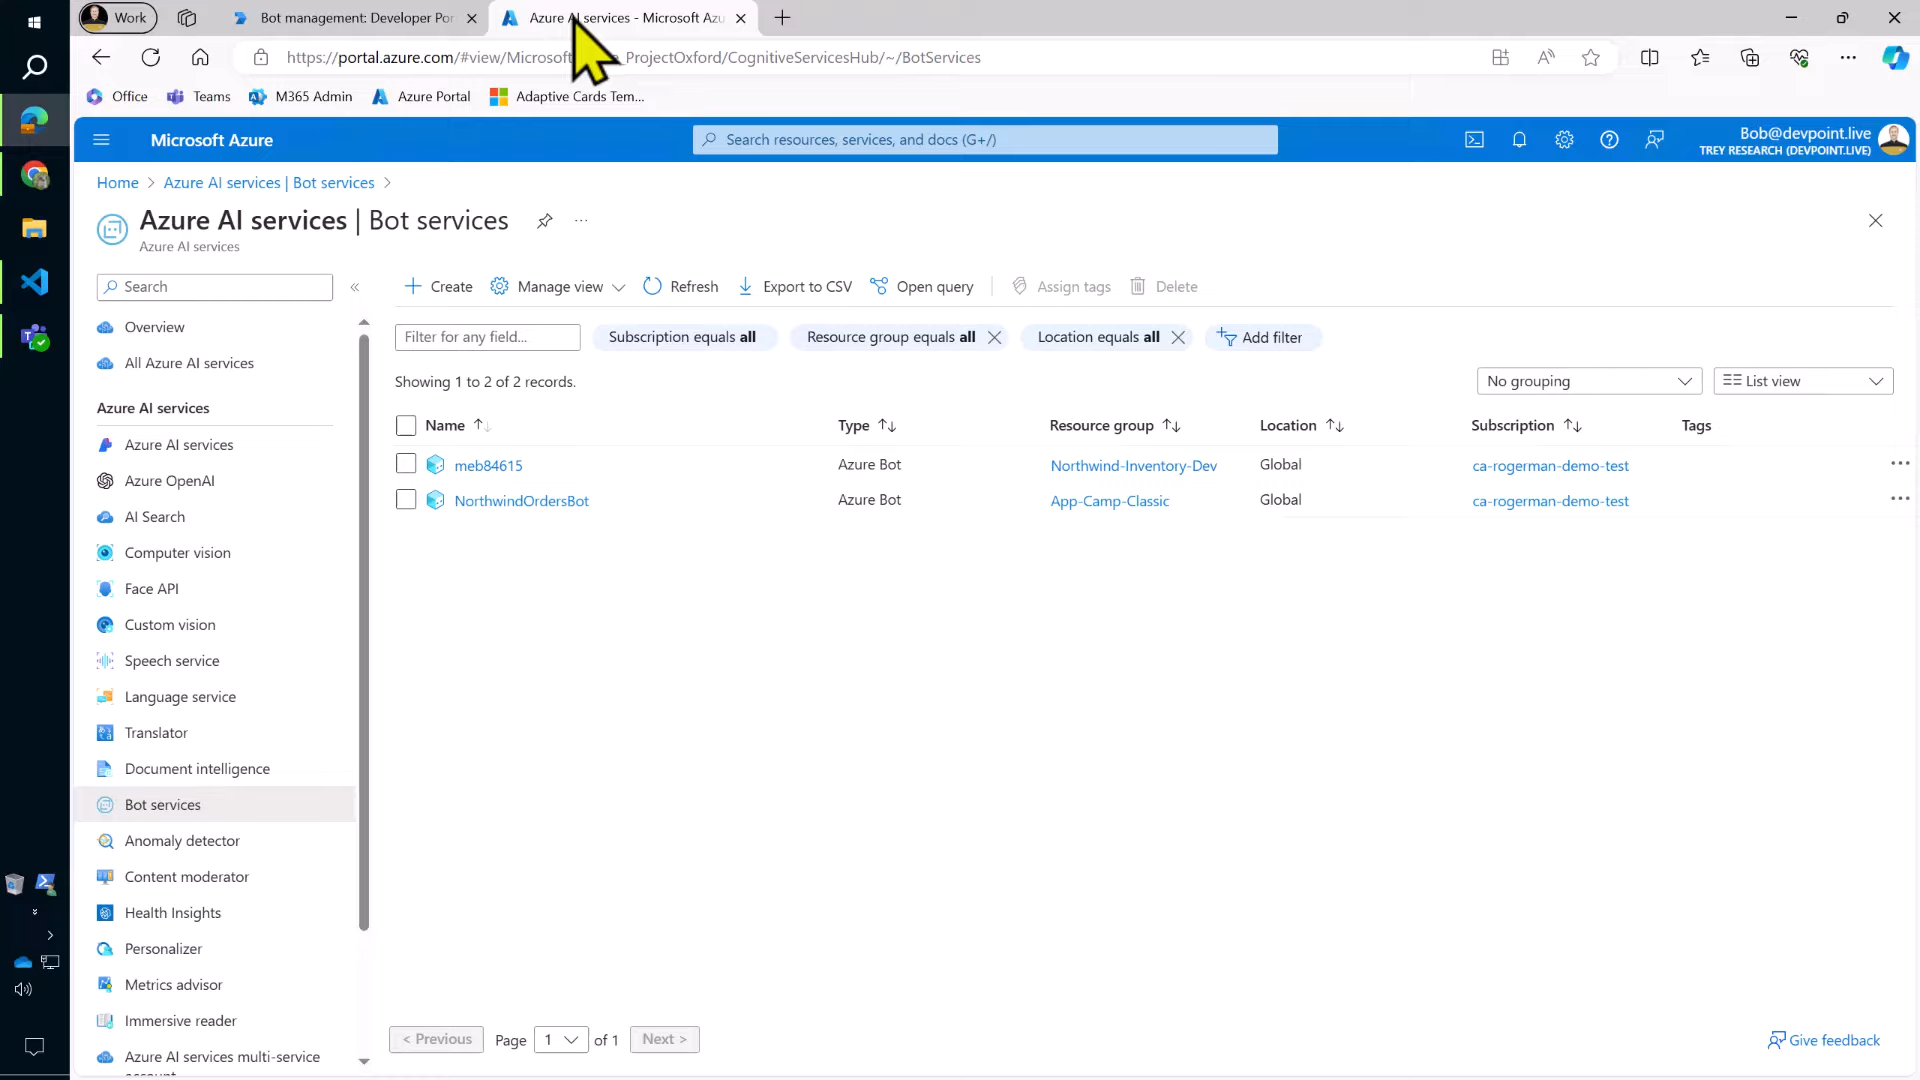 Work
Bot management: Developer Por
Azure AI services - Microsoft Azu
https://portal.azure.com/#view/Microsoft_ _ProjectOxford/CognitiveServicesHub/~/BotServices
Office
Teams
M365 Admin
Azure Portal
Adaptive Cards Tem...
Microsoft Azure
Search resources, services, and docs (G+/)
Bob@devpoint.live
TREY RESEARCH (DEVPOINT.LIVE)
Home > Azure AI services | Bot services >
Azure AI services | Bot services
Azure AI services
Search
Create
Manage view
Refresh
Export to CSV
Open query
Assign tags
Delete
Overview
All Azure AI services
Azure AI services
Azure AI services
Azure OpenAI
AI Search
Computer vision
Face API
Custom vision
Speech service
Language service
Translator
Document intelligence
Bot services
Anomaly detector
Content moderator
Health Insights
Personalizer
Metrics advisor
Immersive reader
Azure AI services multi-service
Filter for any field...
Subscription equals all
Resource group equals all
Location equals all
Add filter
Showing 1 to 2 of 2 records.
No grouping
List view
Name Type Resource group Location Subscription Tags
meb84615 Azure Bot Northwind-Inventory-Dev Global ca-rogerman-demo-test
NorthwindOrdersBot Azure Bot App-Camp-Classic Global ca-rogerman-demo-test
< Previous Page 1 of 1 Next >
Give feedback